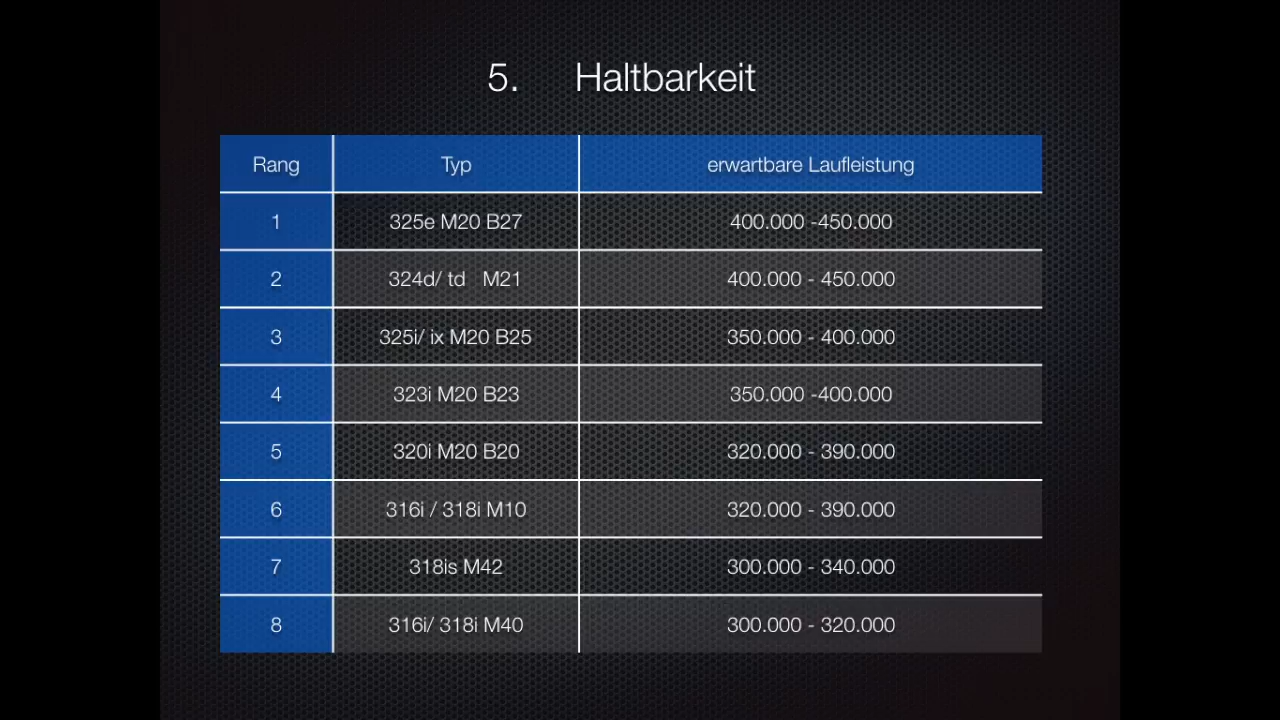 5. Haltbarkeit
Rang Typ erwartbare Laufleistung
1 325e M20 B27 400.000 -450.000
2 324d/ td M21 400.000 - 450.000
3 325i/ ix M20 B25 350.000 - 400.000
4 323i M20 B23 350.000 -400.000
5 320i M20 B20 320.000 - 390.000
6 316i / 318i M10 320.000 - 390.000
7 318is M42 300.000 - 340.000
8 316i/ 318i M40 300.000 - 320.000